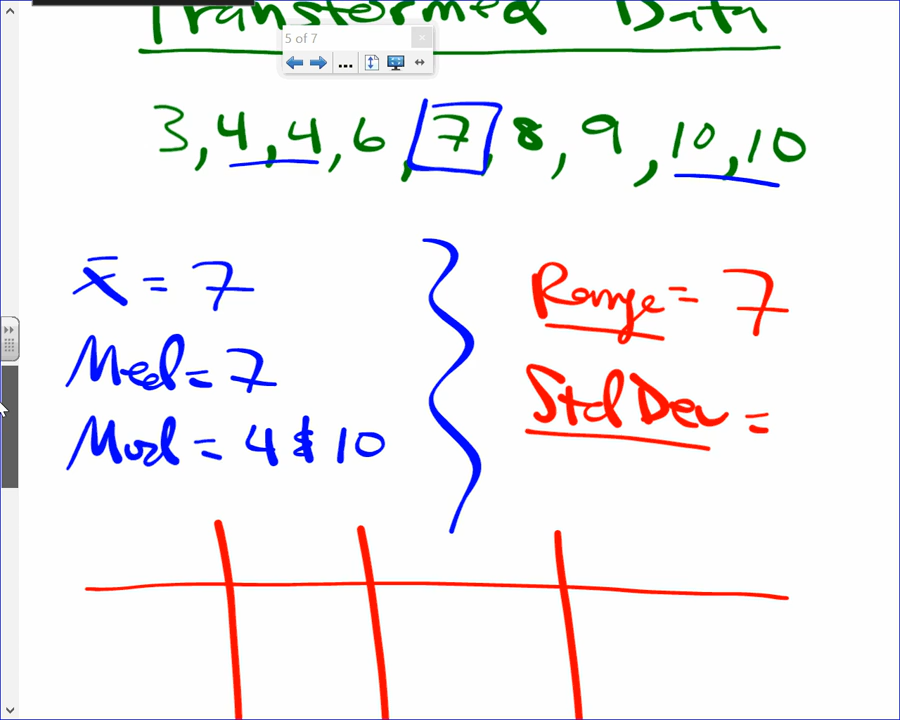 Transformed Data
5 of 7
3, 4, 4, 6, 7, 8, 9, 10, 10
x̄ = 7
Med = 7
Mod = 4 & 10
Range = 7
Std Dev =